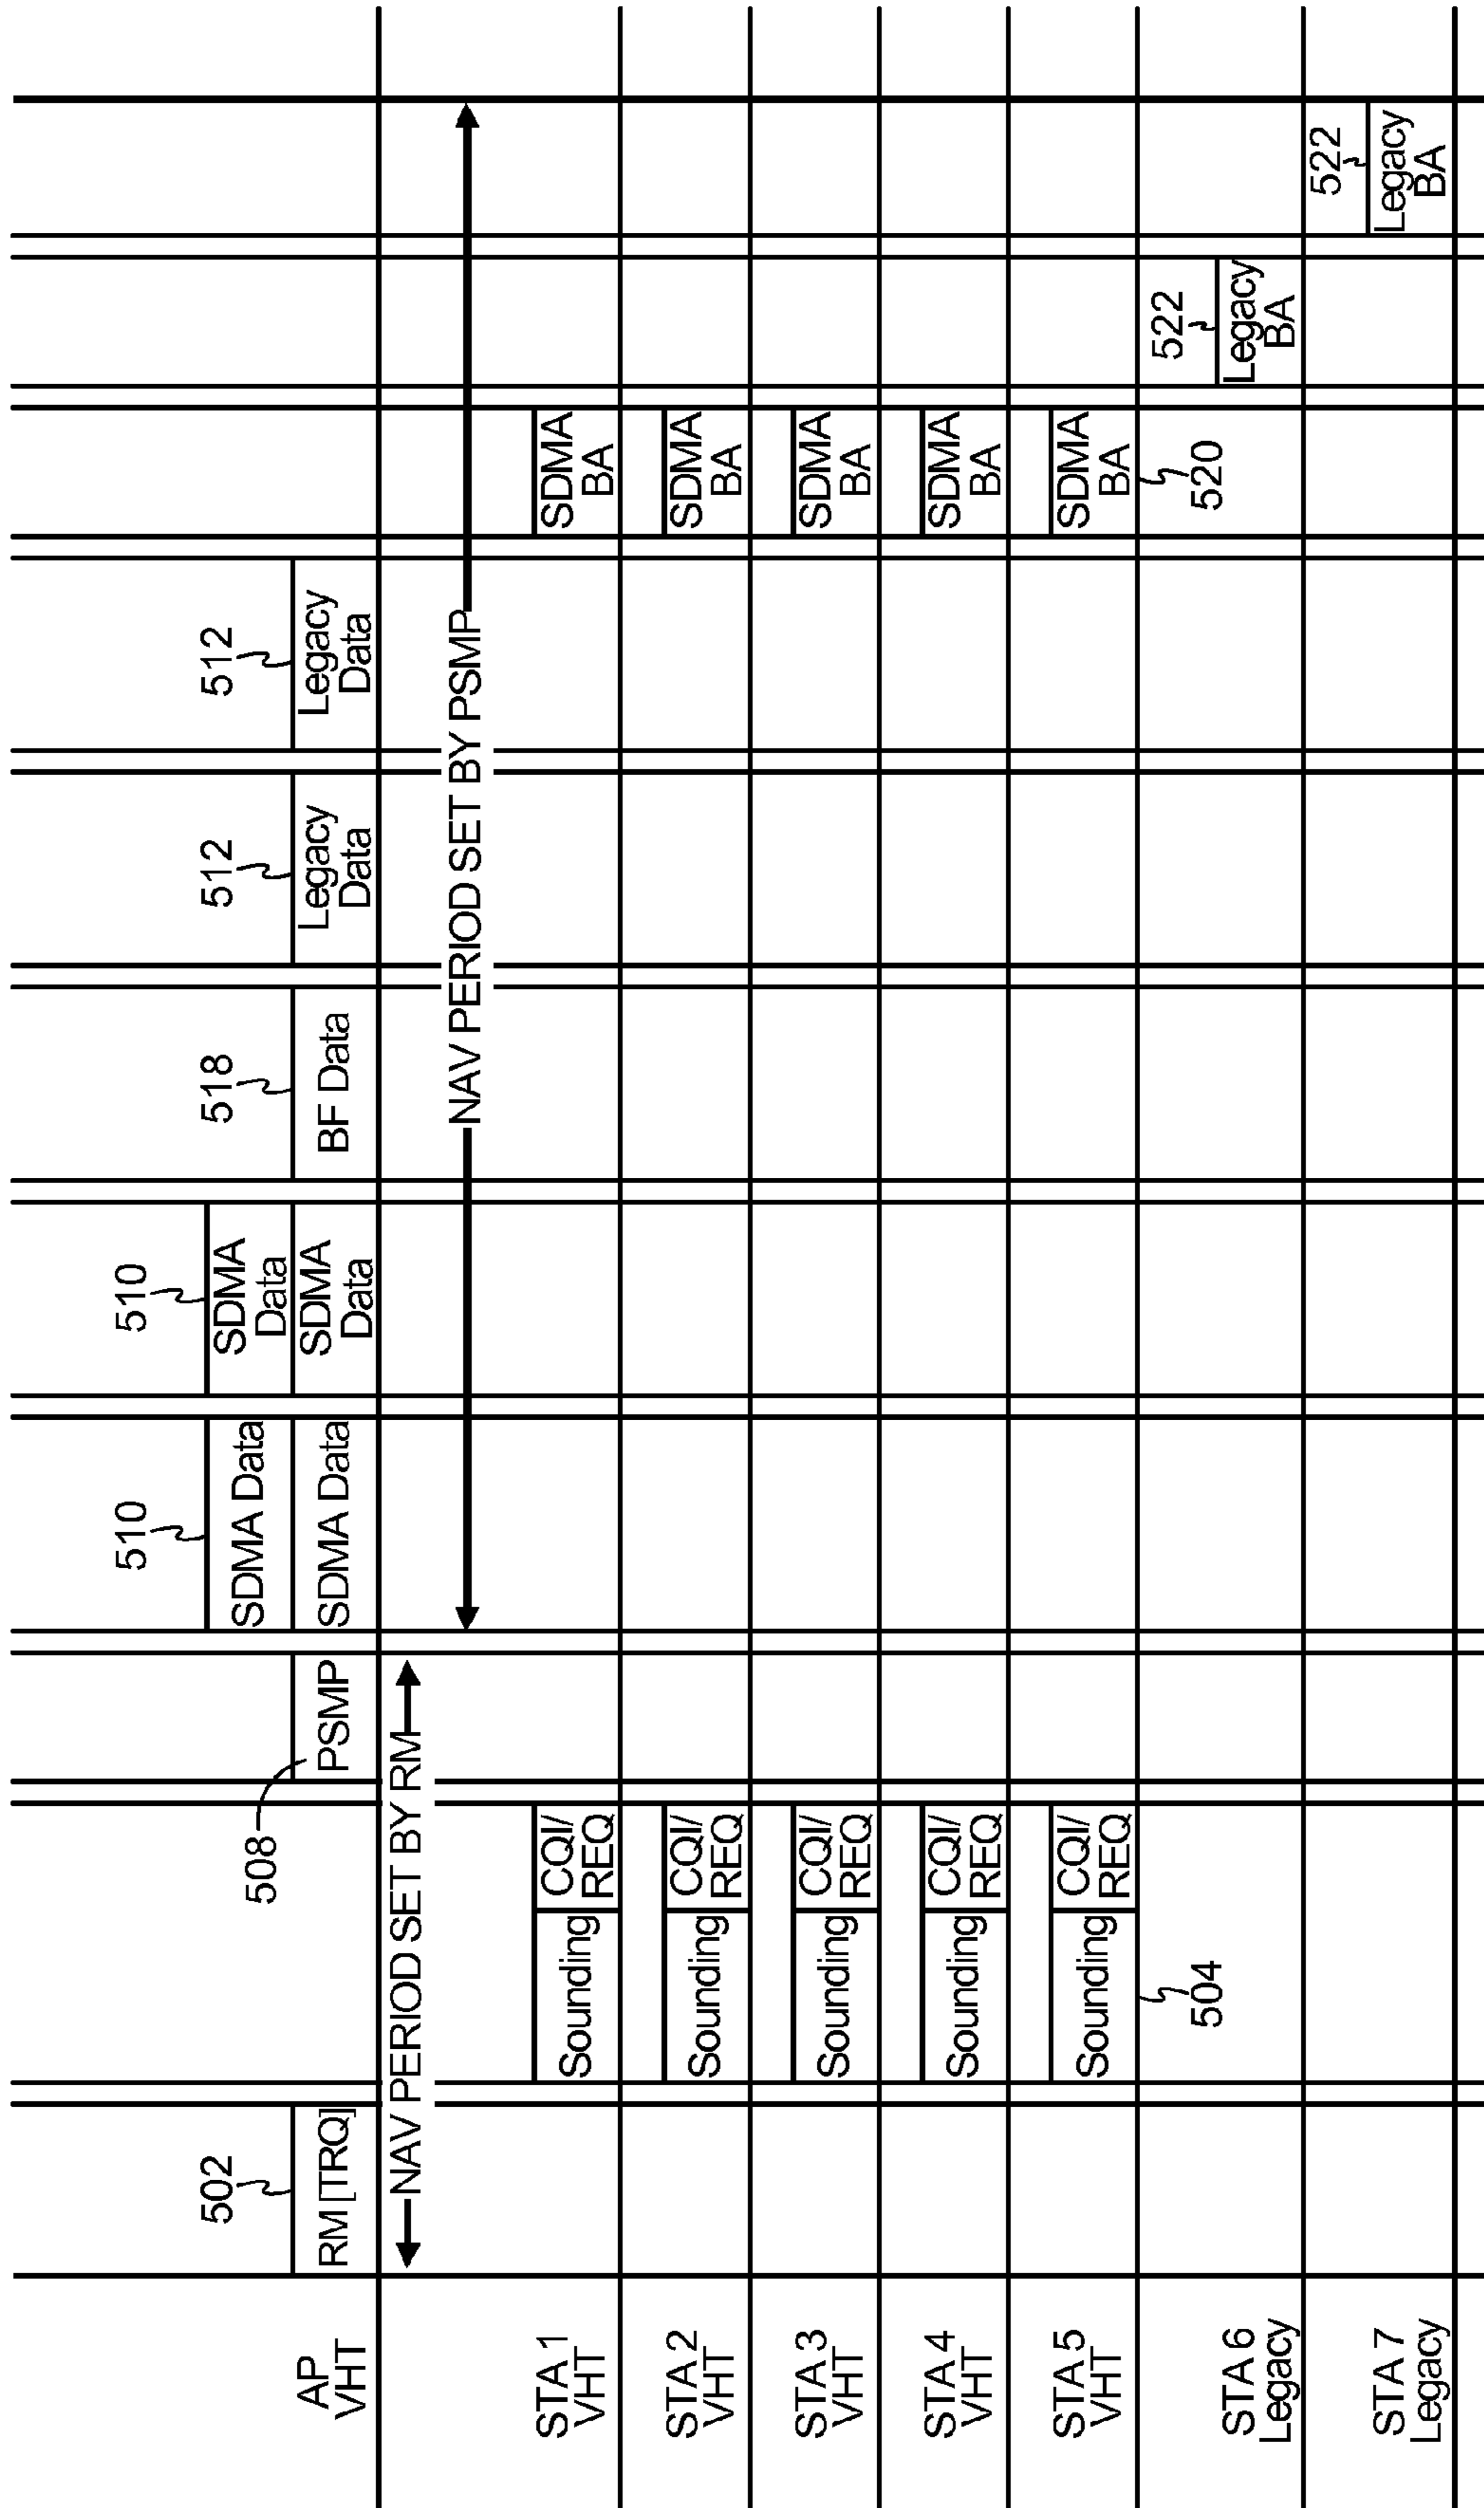 502
508
510
510
518
512
512
AP
VHT
RM [TRQ]
PSMP
SDMA Data
SDMA Data
SDMA
Data
SDMA
Data
BF Data
Legacy
Data
Legacy
Data
NAV PERIOD SET BY RM
NAV PERIOD SET BY PSMP
STA 1
VHT
Sounding
CQI/
REQ
SDMA
BA
STA 2
VHT
Sounding
CQI/
REQ
SDMA
BA
STA 3
VHT
Sounding
CQI/
REQ
SDMA
BA
STA 4
VHT
Sounding
CQI/
REQ
SDMA
BA
STA 5
VHT
Sounding
CQI/
REQ
SDMA
BA
504
520
STA 6
Legacy
522
Legacy
BA
STA 7
Legacy
522
Legacy
BA